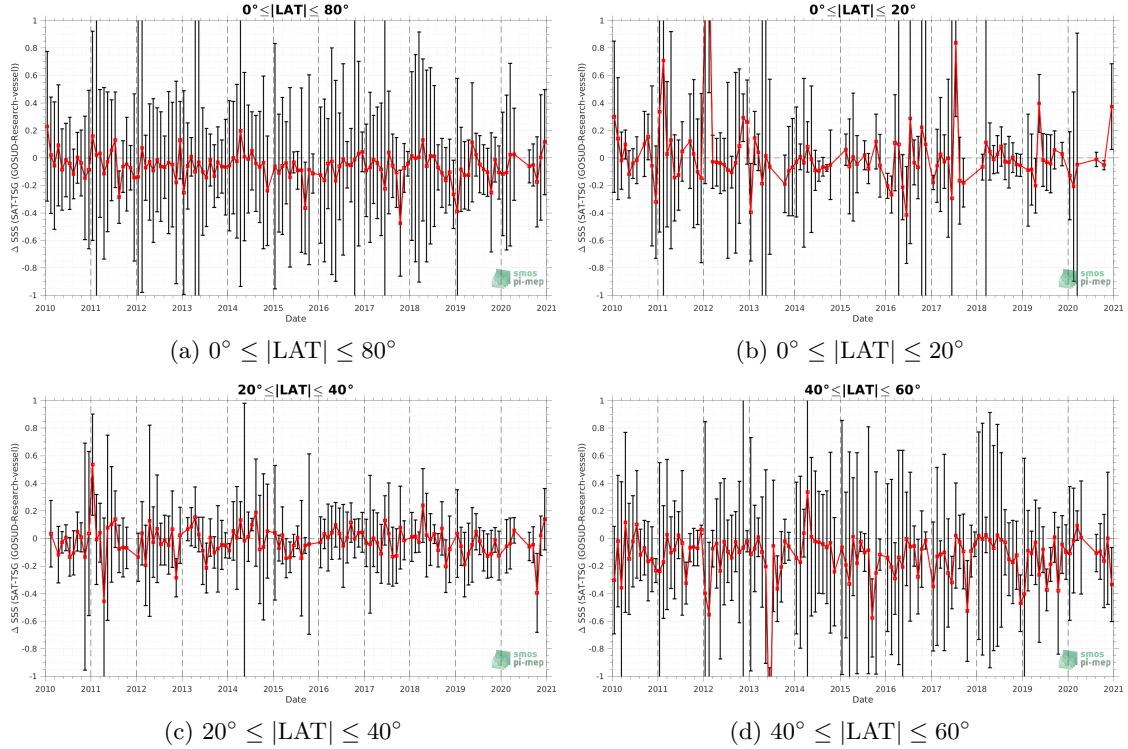 0°≤|LAT|≤ 80°
Δ SSS (SAT-TSG (GOSUD-Research-vessel))
1
0.8
0.6
0.4
0.2
0
-0.2
-0.4
-0.6
-0.8
-1
2010 2011 2012 2013 2014 2015 2016 2017 2018 2019 2020 2021
Date
smos
pi-mep
(a) 0° ≤ |LAT| ≤ 80°
0°≤|LAT|≤ 20°
Δ SSS (SAT-TSG (GOSUD-Research-vessel))
1
0.8
0.6
0.4
0.2
0
-0.2
-0.4
-0.6
-0.8
-1
2010 2011 2012 2013 2014 2015 2016 2017 2018 2019 2020 2021
Date
smos
pi-mep
(b) 0° ≤ |LAT| ≤ 20°
20°≤|LAT|≤ 40°
Δ SSS (SAT-TSG (GOSUD-Research-vessel))
1
0.8
0.6
0.4
0.2
0
-0.2
-0.4
-0.6
-0.8
-1
2010 2011 2012 2013 2014 2015 2016 2017 2018 2019 2020 2021
Date
smos
pi-mep
(c) 20° ≤ |LAT| ≤ 40°
40°≤|LAT|≤ 60°
Δ SSS (SAT-TSG (GOSUD-Research-vessel))
1
0.8
0.6
0.4
0.2
0
-0.2
-0.4
-0.6
-0.8
-1
2010 2011 2012 2013 2014 2015 2016 2017 2018 2019 2020 2021
Date
smos
pi-mep
(d) 40° ≤ |LAT| ≤ 60°